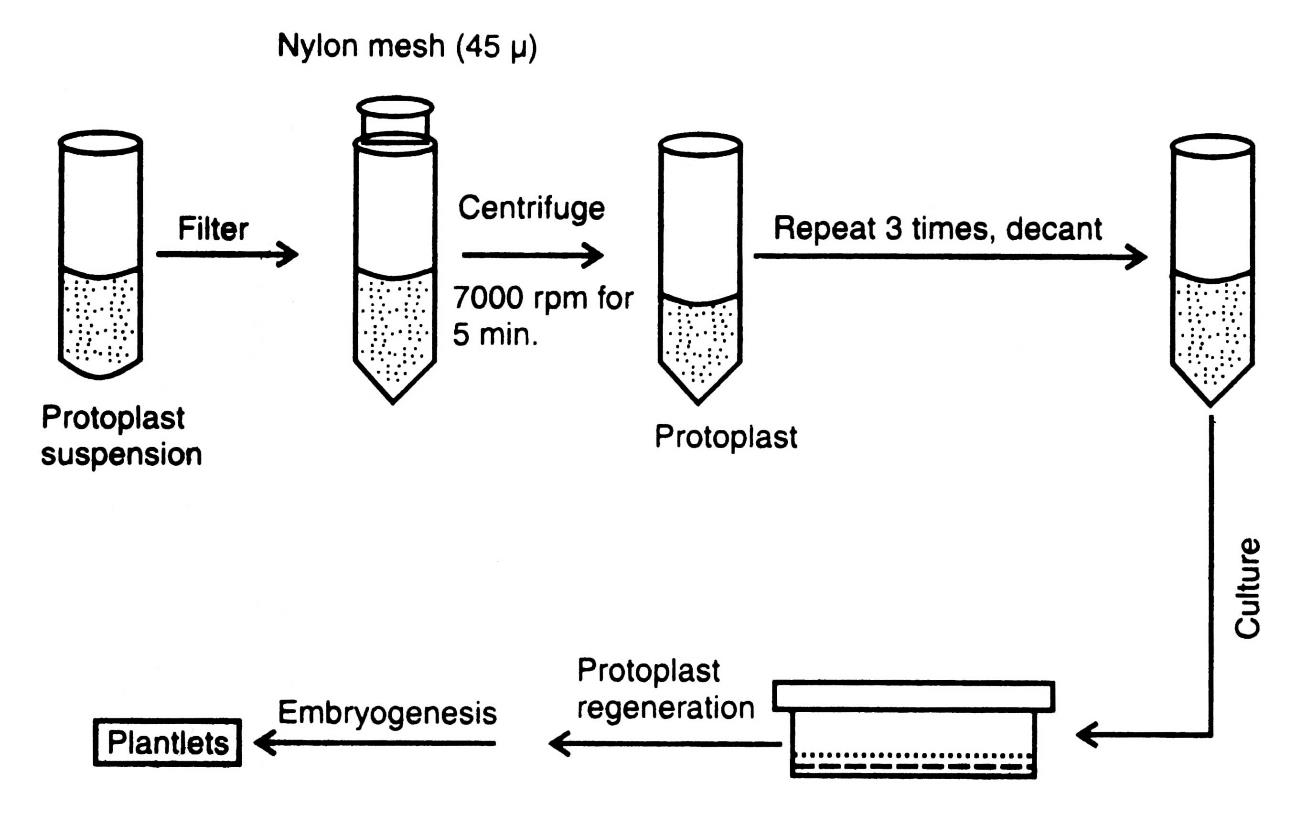 Nylon mesh (45 μ)
Filter
Centrifuge
7000 rpm for
5 min.
Repeat 3 times, decant
Protoplast
suspension
Protoplast
Culture
Protoplast
regeneration
Embryogenesis
Plantlets